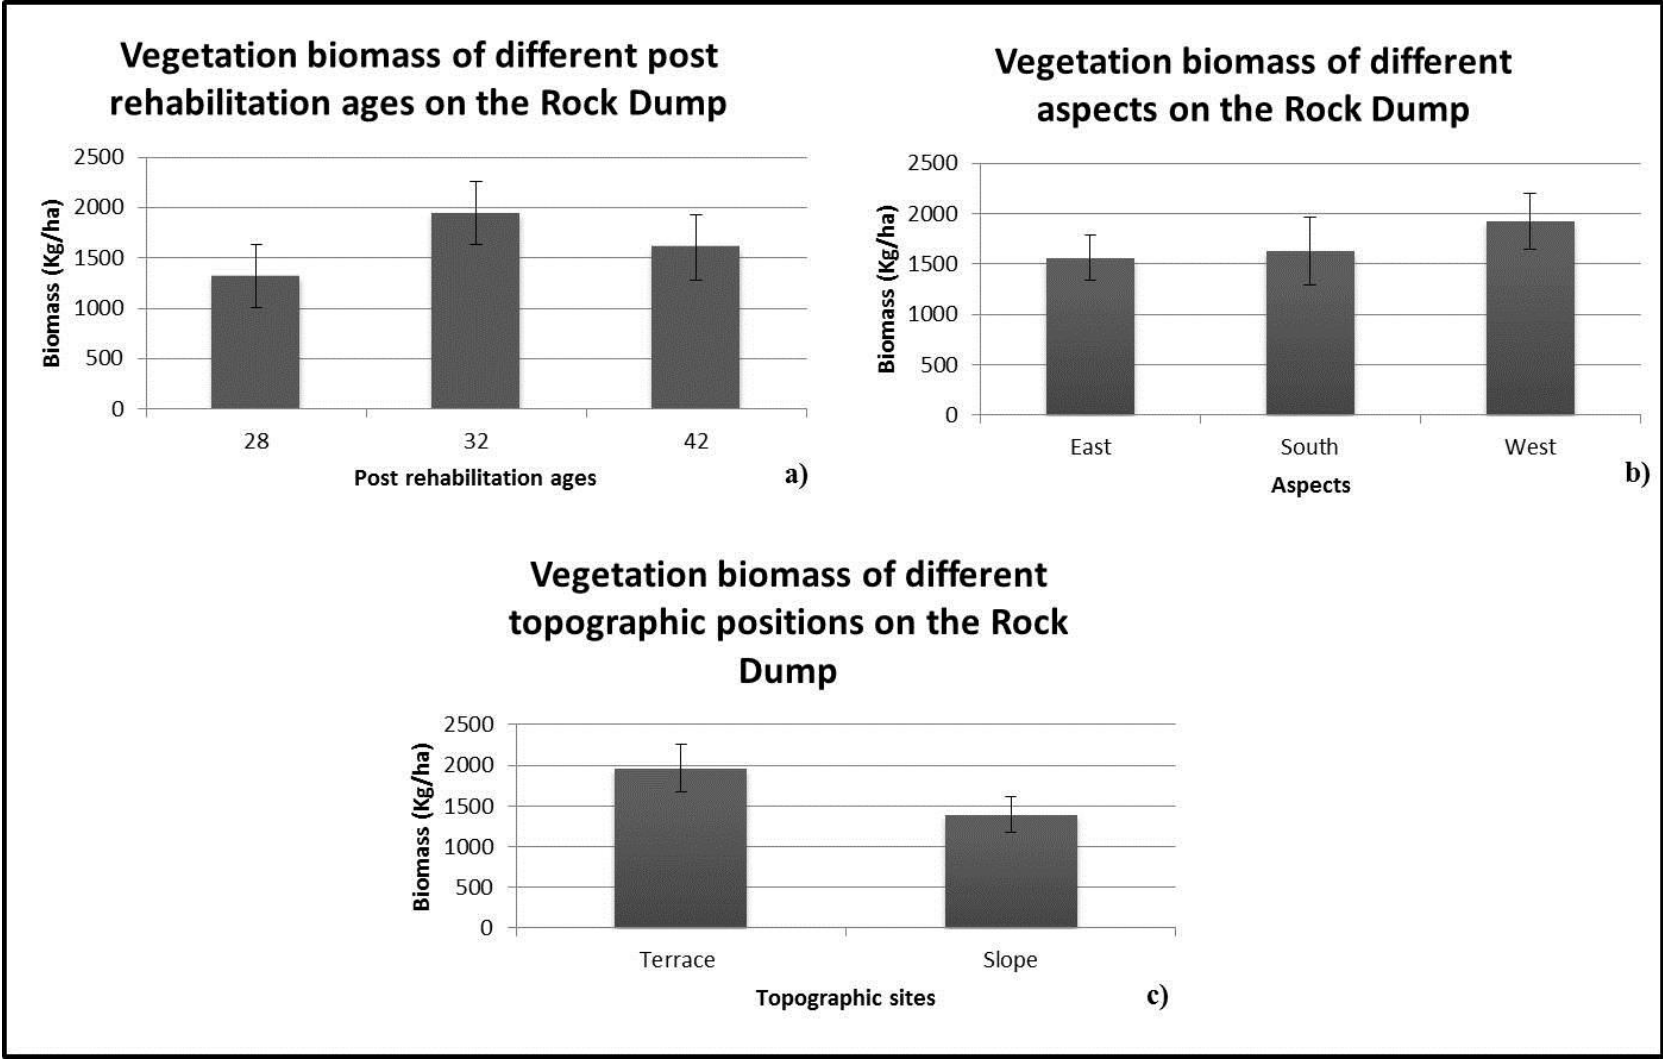 Vegetation biomass of different post
rehabilitation ages on the Rock Dump
2500
2000
1500
1000
500
0
Biomass (Kg/ha)
28 32 42
Post rehabilitation ages
a)
Vegetation biomass of different
aspects on the Rock Dump
2500
2000
1500
1000
500
0
Biomass (Kg/ha)
East South West
Aspects
b)
Vegetation biomass of different
topographic positions on the Rock
Dump
2500
2000
1500
1000
500
0
Biomass (Kg/ha)
Terrace Slope
Topographic sites
c)